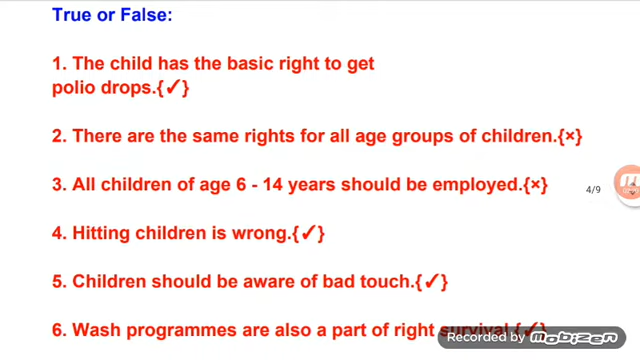 True or False:
1. The child has the basic right to get
polio drops.{✓}
2. There are the same rights for all age groups of children.{×}
3. All children of age 6 - 14 years should be employed.{×}
4/9
4. Hitting children is wrong.{✓}
5. Children should be aware of bad touch.{✓}
6. Wash programmes are also a part of right survival.{✓}
Recorded by mobizen